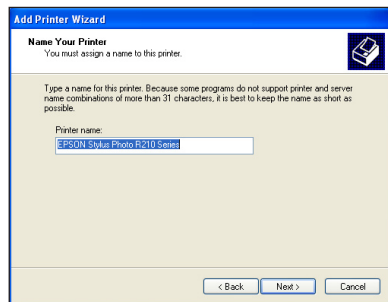 Add Printer Wizard
Name Your Printer
You must assign a name to this printer.
Type a name for this printer. Because some programs do not support printer and server
name combinations of more than 31 characters, it is best to keep the name as short as
possible.
Printer name:
EPSON Stylus Photo R210 Series
< Back
Next >
Cancel